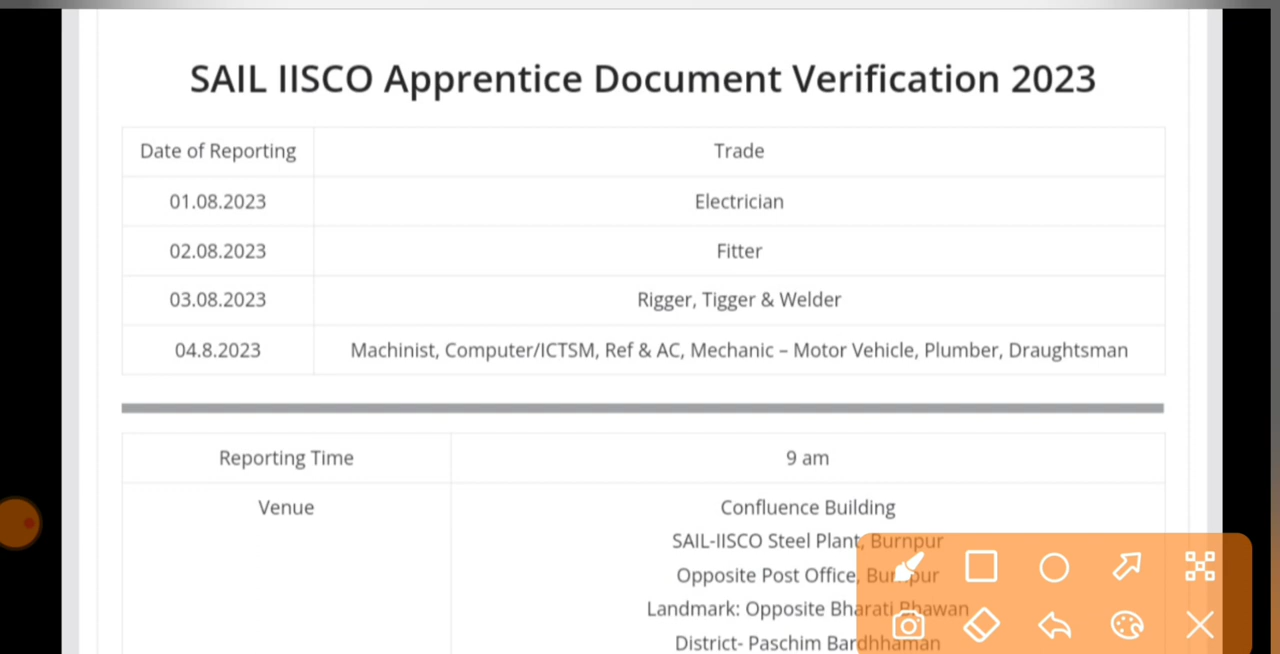 SAIL IISCO Apprentice Document Verification 2023
Date of Reporting Trade
01.08.2023 Electrician
02.08.2023 Fitter
03.08.2023 Rigger, Tigger & Welder
04.8.2023 Machinist, Computer/ICTSM, Ref & AC, Mechanic – Motor Vehicle, Plumber, Draughtsman
Reporting Time 9 am
Venue Confluence Building
SAIL-IISCO Steel Plant, Burnpur
Opposite Post Office, Burnpur
Landmark: Opposite Bharati Bhawan
District- Paschim Bardhhaman